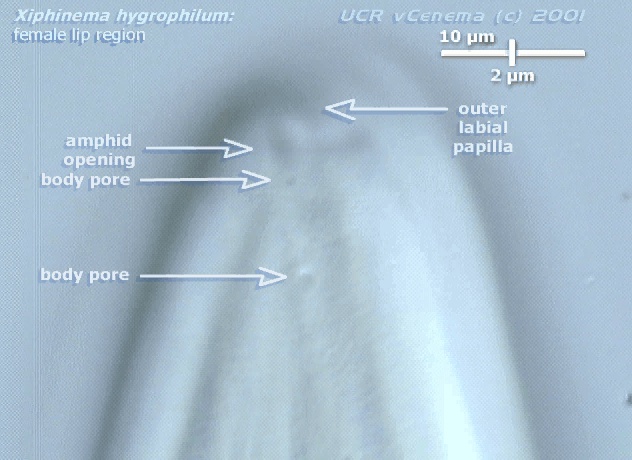 Xiphinema hygrophilum:
female lip region
UCR vCenema (c) 200!
10 µm
2 µm
outer
labial
papilla
amphid
opening
body pore
body pore